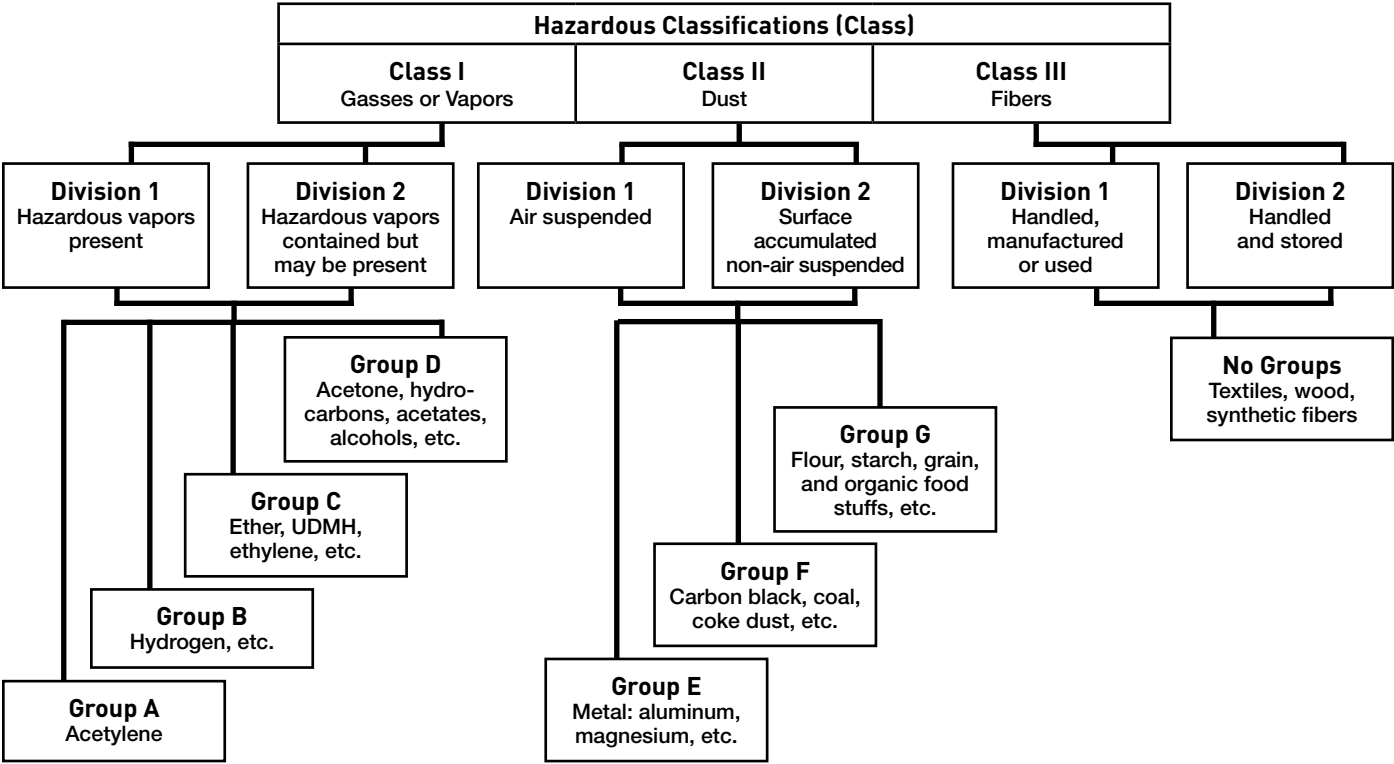 Hazardous Classifications (Class)
Class I
Gasses or Vapors
Class II
Dust
Class III
Fibers
Division 1
Hazardous vapors
present
Division 2
Hazardous vapors
contained but
may be present
Division 1
Air suspended
Division 2
Surface
accumulated
non-air suspended
Division 1
Handled,
manufactured
or used
Division 2
Handled
and stored
Group D
Acetone, hydro-
carbons, acetates,
alcohols, etc.
Group C
Ether, UDMH,
ethylene, etc.
Group B
Hydrogen, etc.
Group A
Acetylene
Group G
Flour, starch, grain,
and organic food
stuffs, etc.
Group F
Carbon black, coal,
coke dust, etc.
Group E
Metal: aluminum,
magnesium, etc.
No Groups
Textiles, wood,
synthetic fibers